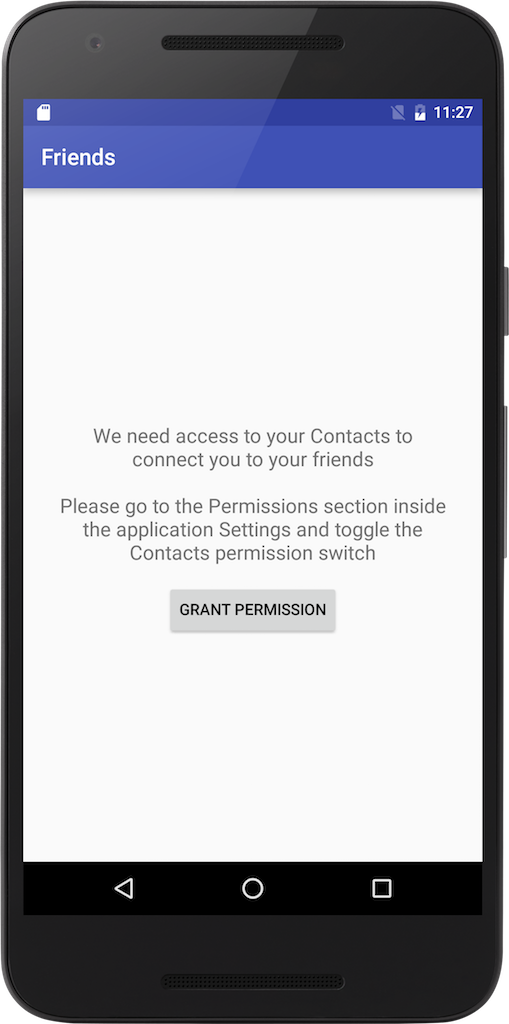 11:27
Friends
We need access to your Contacts to
connect you to your friends
Please go to the Permissions section inside
the application Settings and toggle the
Contacts permission switch
GRANT PERMISSION